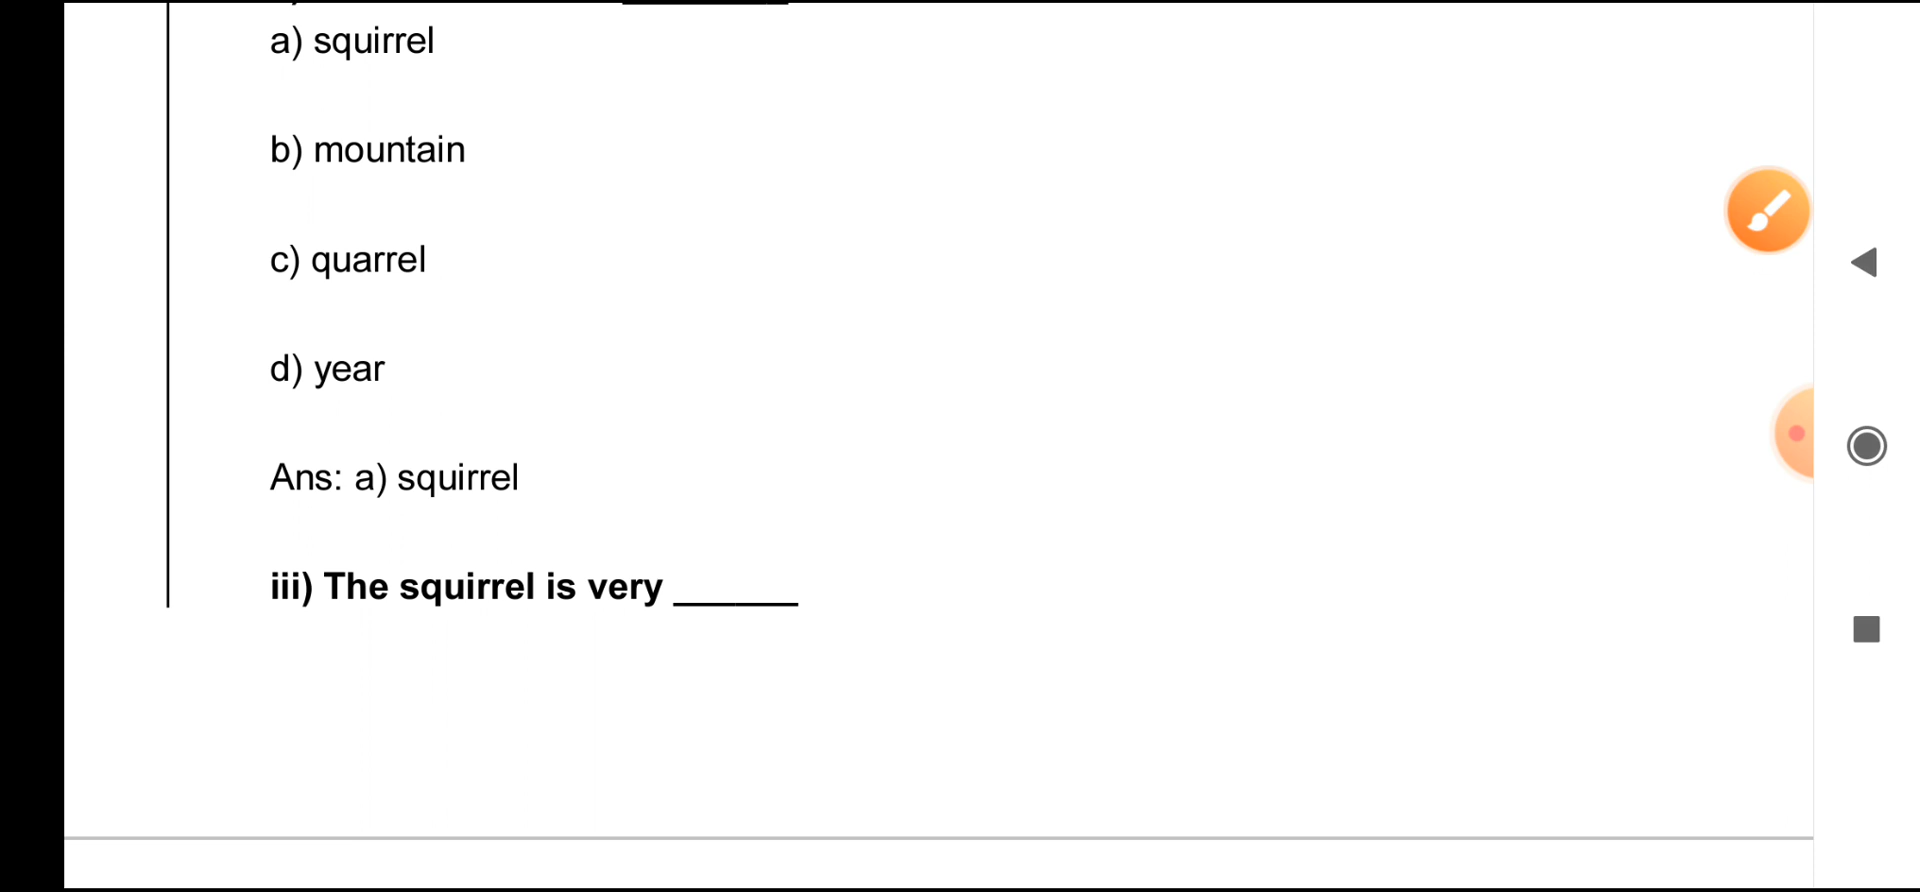 a) squirrel
b) mountain
c) quarrel
d) year
Ans: a) squirrel
iii) The squirrel is very ______